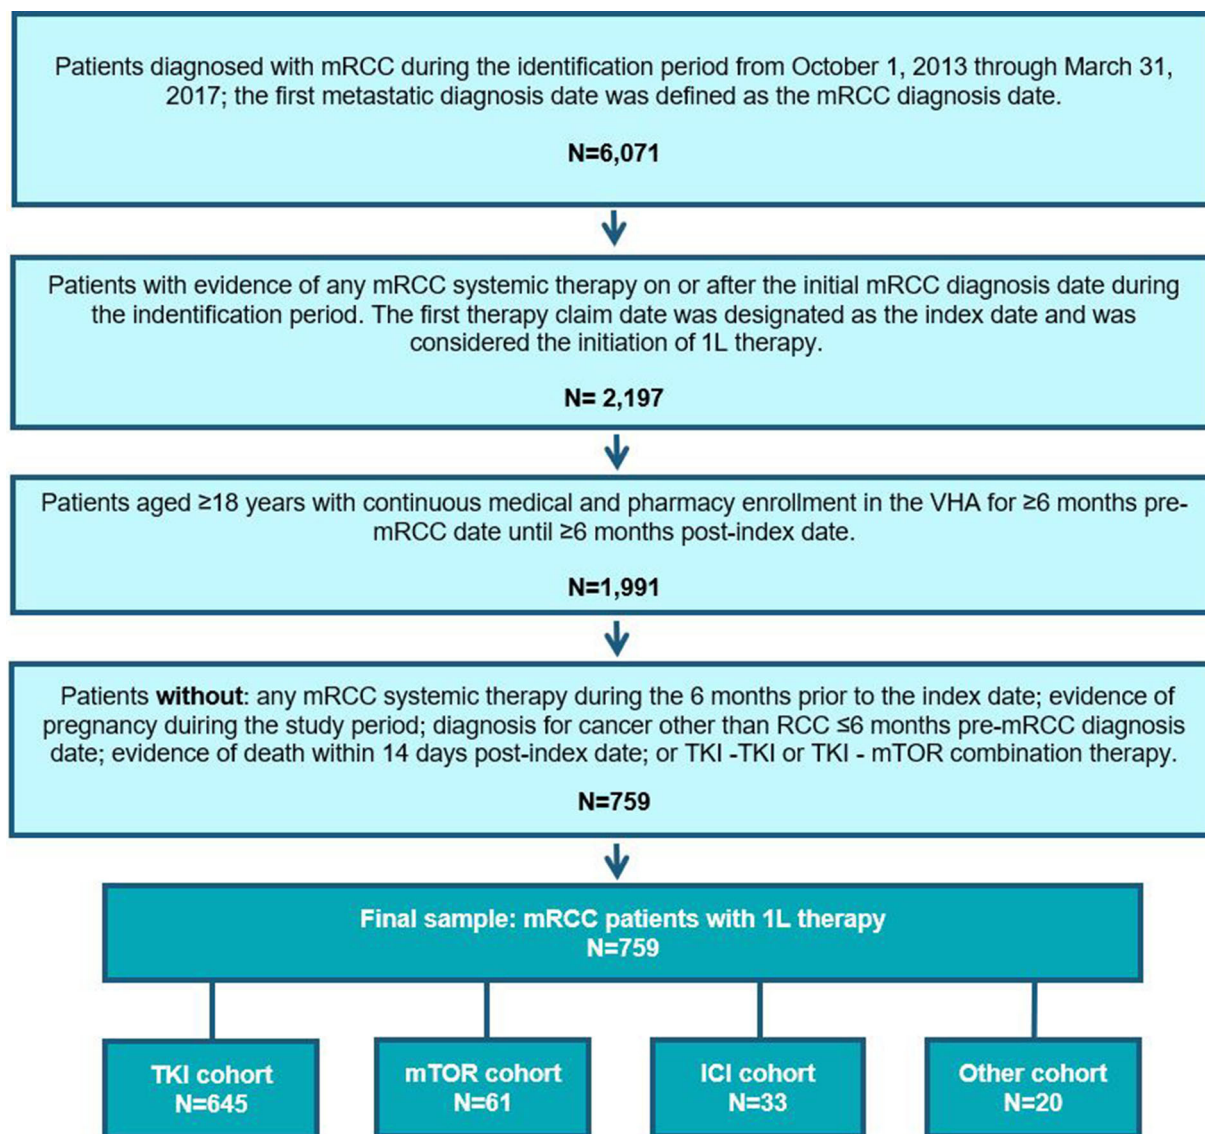 Patients diagnosed with mRCC during the identification period from October 1, 2013 through March 31,
2017; the first metastatic diagnosis date was defined as the mRCC diagnosis date.
N=6,071
Patients with evidence of any mRCC systemic therapy on or after the initial mRCC diagnosis date during
the indentification period. The first therapy claim date was designated as the index date and was
considered the initiation of 1L therapy.
N= 2,197
Patients aged ≥18 years with continuous medical and pharmacy enrollment in the VHA for ≥6 months pre-
mRCC date until ≥6 months post-index date.
N=1,991
Patients without: any mRCC systemic therapy during the 6 months prior to the index date; evidence of
pregnancy duiring the study period; diagnosis for cancer other than RCC ≤6 months pre-mRCC diagnosis
date; evidence of death within 14 days post-index date; or TKI -TKI or TKI - mTOR combination therapy.
N=759
Final sample: mRCC patients with 1L therapy
N=759
TKI cohort
N=645
mTOR cohort
N=61
ICI cohort
N=33
Other cohort
N=20